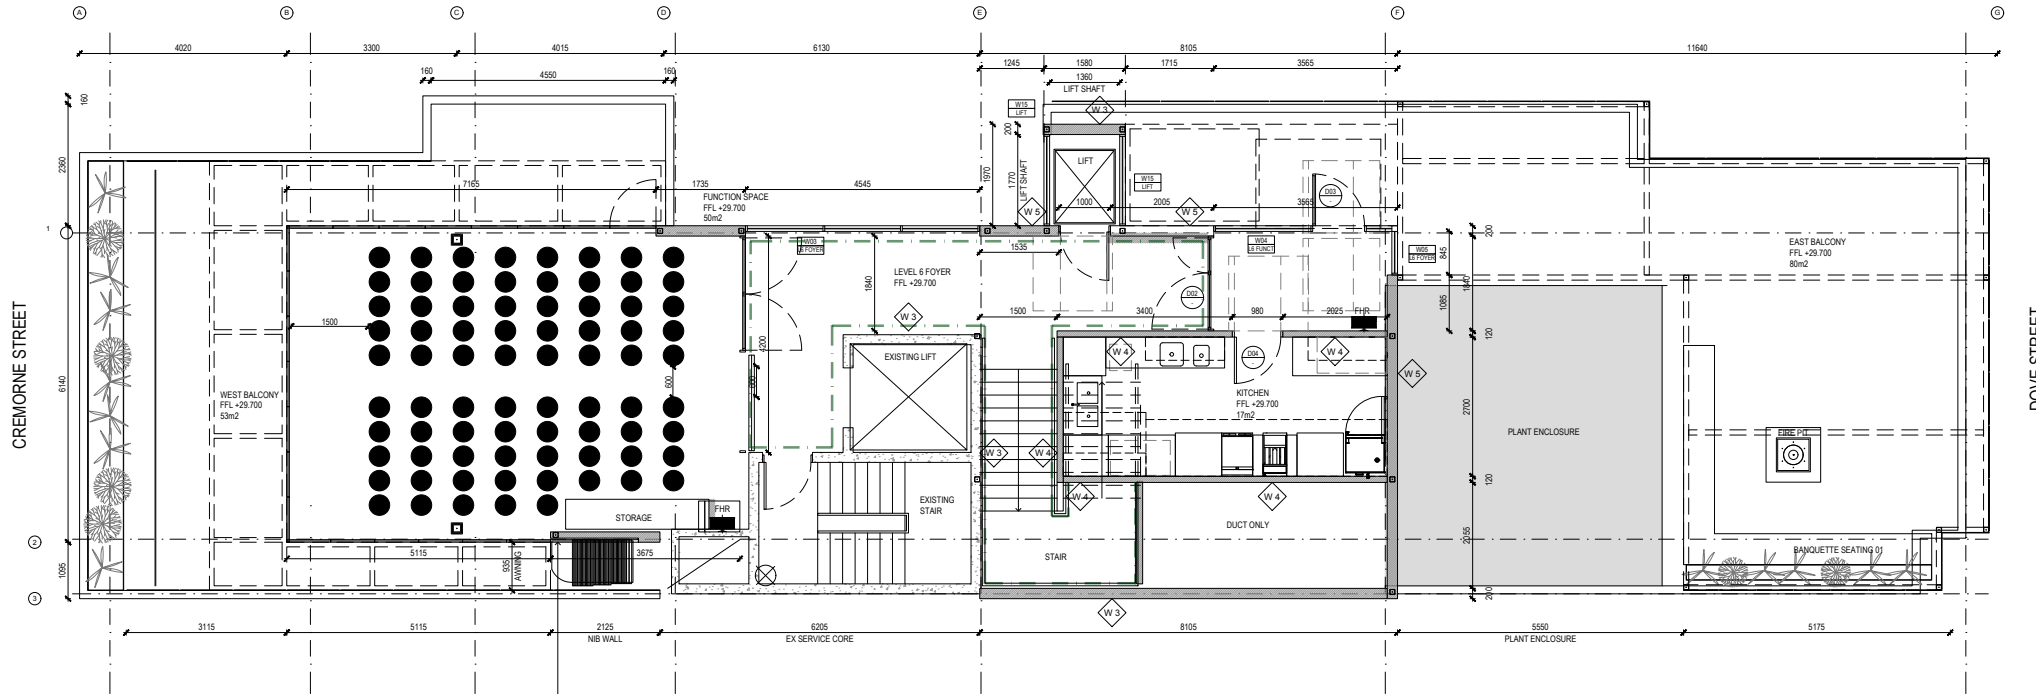 A B C D E F G
4020 3300 4015 6130 8105 11640
160 4550 160
1245 1580 1715 3565
1360
LIFT SHAFT
160
2360
6140
1095
1
2
3
CREMORNE STREET
DOVE STREET
W15
LIFT
W 3
200
1970
1770
LIFT SHAFT
LIFT
W15
LIFT
D03
-
7165 1735 4545
FUNCTION SPACE
FFL +29.700
50m2
W 5
1000 2005 3565
W 5
W03
L6 FOYER
1535
W04
L6 FUNCT
W05
L6 FOYER
845
200
1840
1085
EAST BALCONY
FFL +29.700
80m2
LEVEL 6 FOYER
FFL +29.700
1840
W 3
D02
-
1500
1500 3400 980 2025
FHR
120
4200
600
800
EXISTING LIFT
W 4
D04
-
W 4
W 5
WEST BALCONY
FFL +29.700
53m2
KITCHEN
FFL +29.700
17m2
2700
PLANT ENCLOSURE
FIRE PIT
W 3
W 4
120
EXISTING
STAIR
W 4
W 4
STORAGE
FHR
DUCT ONLY
2055
STAIR
5115 3675
935
AWNING
BANQUETTE SEATING 01
200
W 3
3115 5115 2125 6205 8105 5550 5175
NIB WALL EX SERVICE CORE PLANT ENCLOSURE